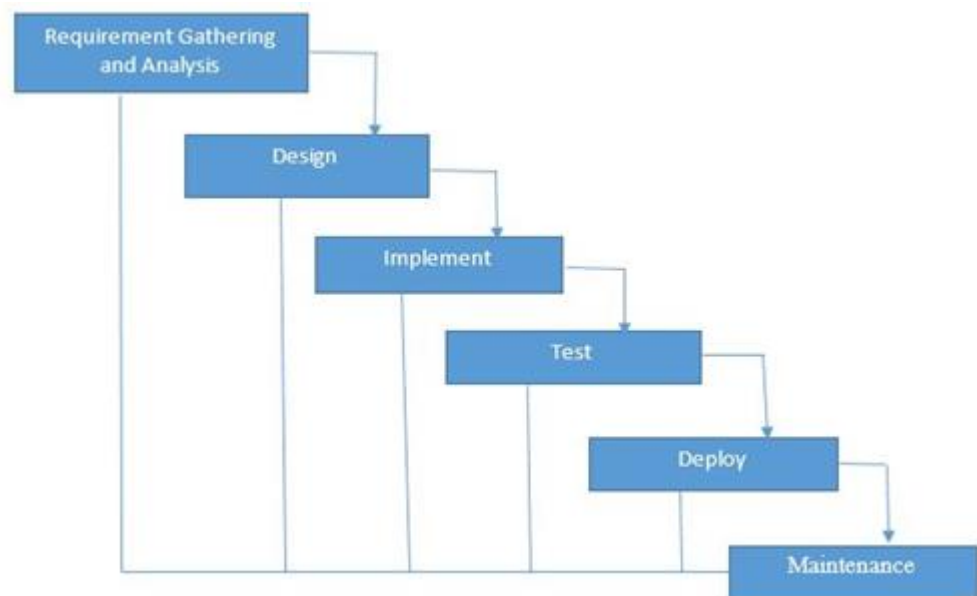 Requirement Gathering
and Analysis
Design
Implement
Test
Deploy
Maintenance